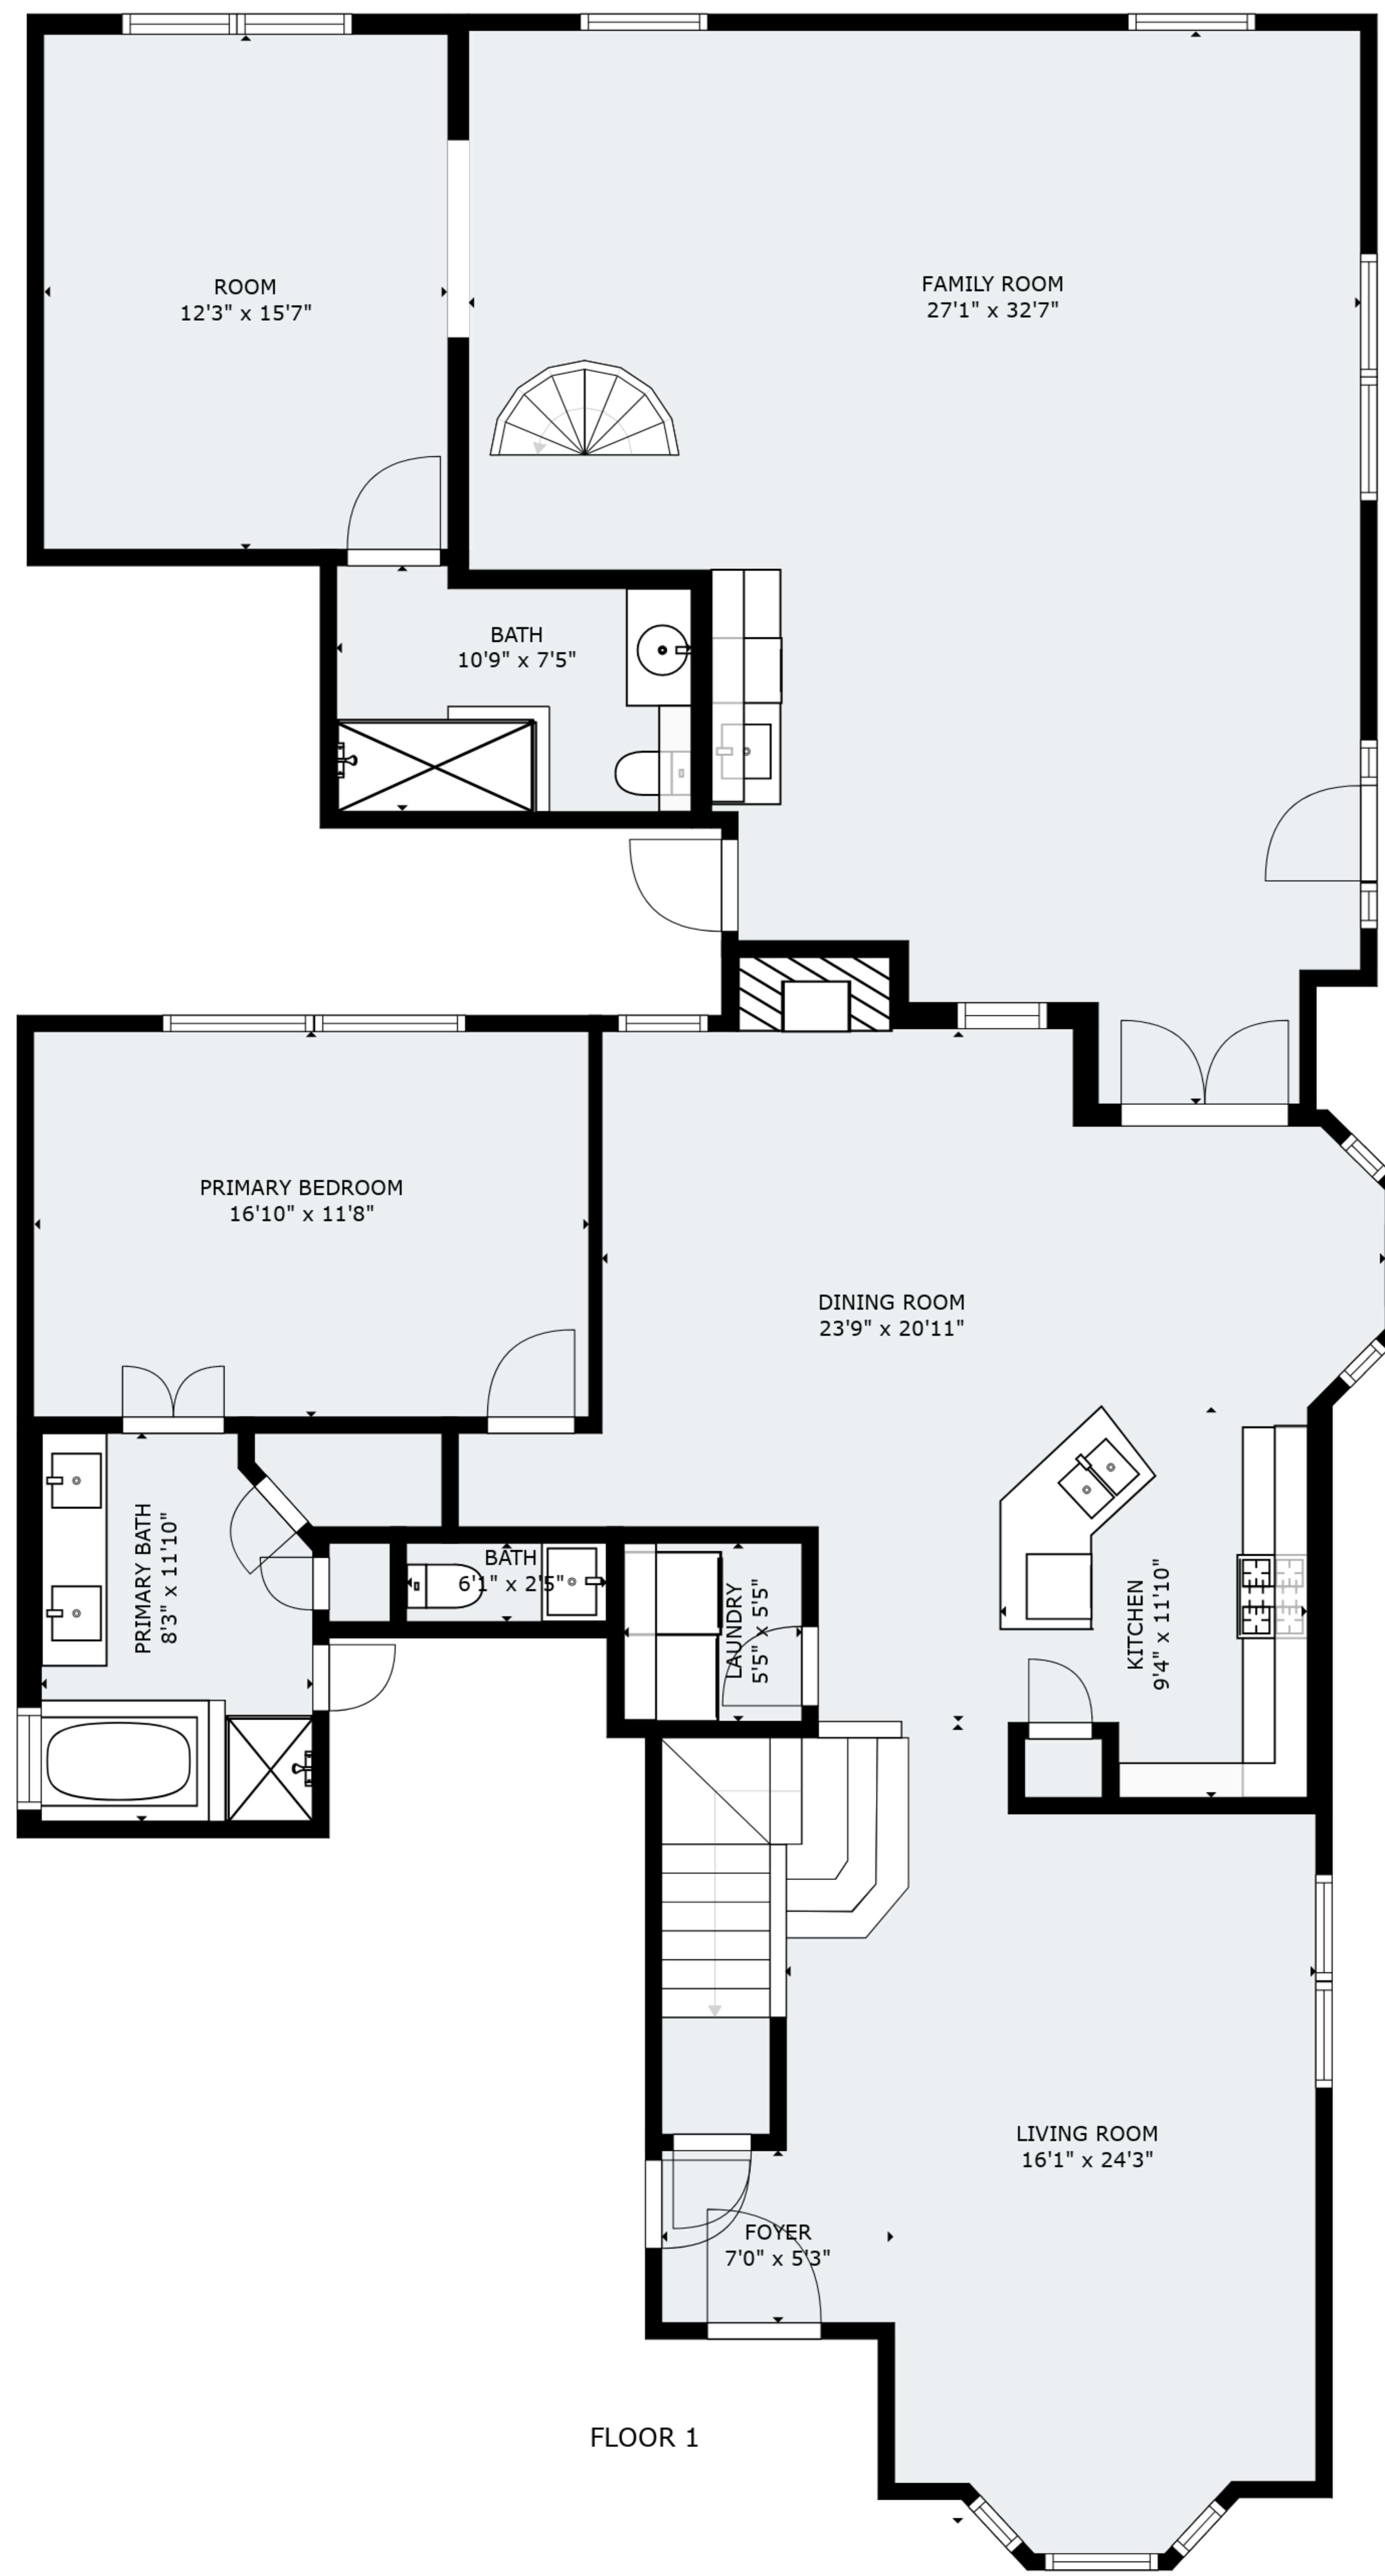 ROOM
12'3" x 15'7"
FAMILY ROOM
27'1" x 32'7"
BATH
10'9" x 7'5"
PRIMARY BEDROOM
16'10" x 11'8"
DINING ROOM
23'9" x 20'11"
PRIMARY BATH
8'3" x 11'10"
BATH
6'1" x 2'5"
LAUNDRY
5'5" x 5'5"
KITCHEN
9'4" x 11'10"
LIVING ROOM
16'1" x 24'3"
FOYER
7'0" x 5'3"
FLOOR 1